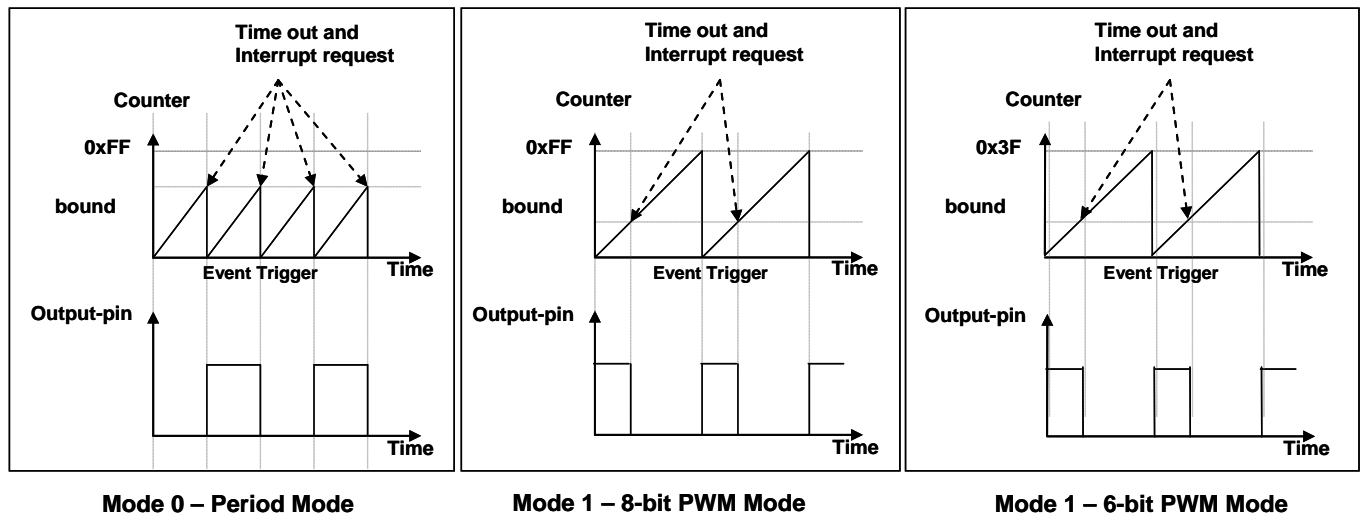 Time out and
Interrupt request
Counter
0xFF
bound
Event Trigger
Time
Output-pin
Time
Mode 0 – Period Mode
Time out and
Interrupt request
Counter
0xFF
bound
Event Trigger
Time
Output-pin
Time
Mode 1 – 8-bit PWM Mode
Time out and
Interrupt request
Counter
0x3F
bound
Event Trigger
Time
Output-pin
Time
Mode 1 – 6-bit PWM Mode